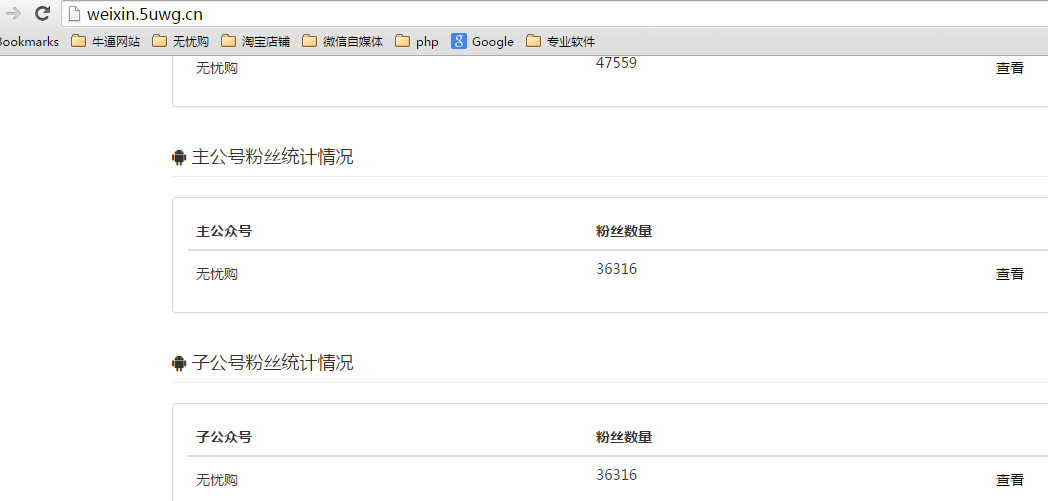 weixin.5uwg.cn
Bookmarks 牛逼网站 无忧购 淘宝店铺 微信自媒体 php Google 专业软件
无忧购 47559 查看
主公号粉丝统计情况
主公众号 粉丝数量
无忧购 36316 查看
子公号粉丝统计情况
子公众号 粉丝数量
无忧购 36316 查看